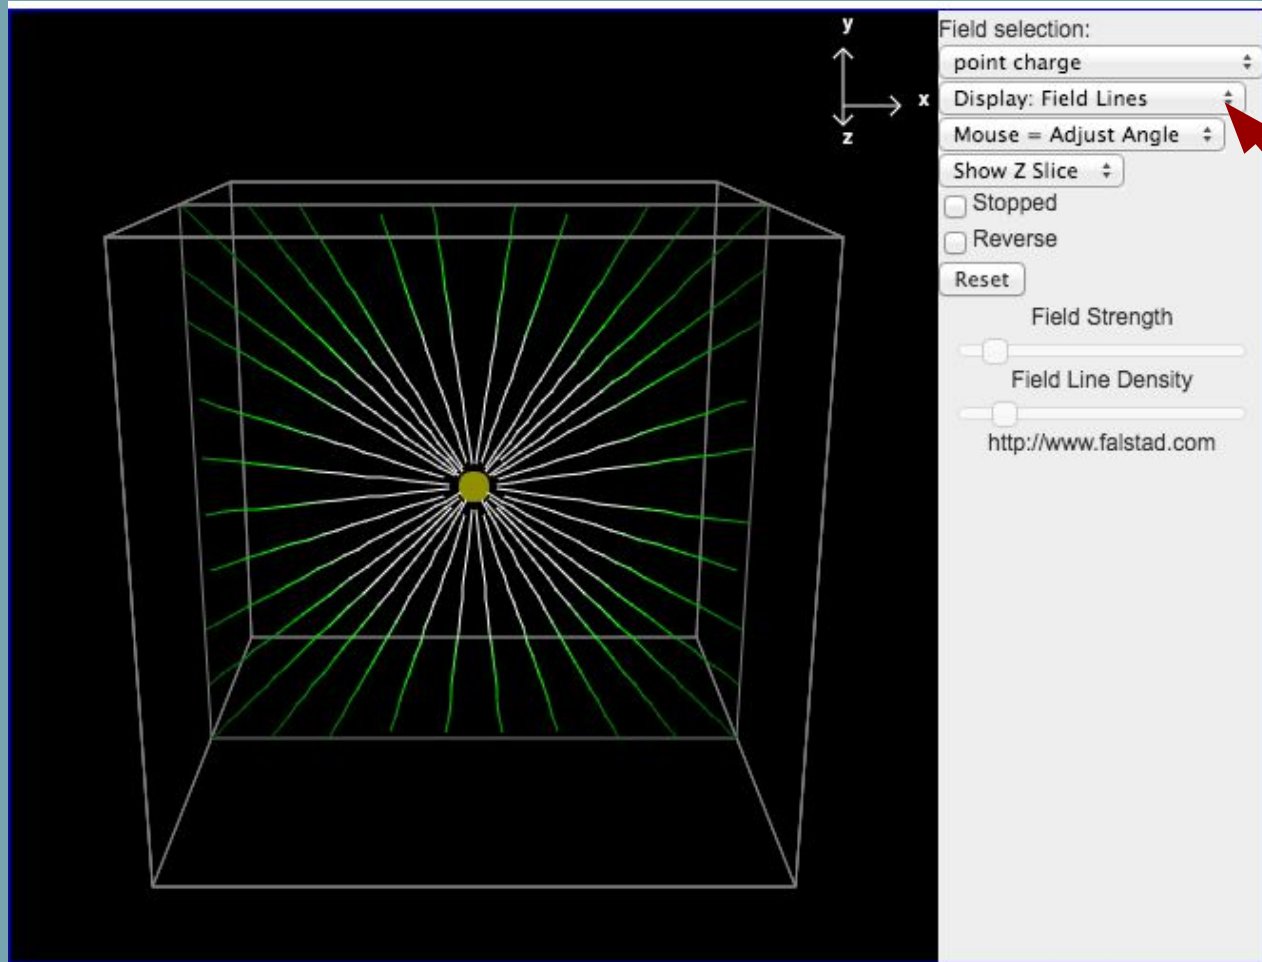 y
x
z
Field selection:
point charge
Display: Field Lines
Mouse = Adjust Angle
Show Z Slice
Stopped
Reverse
Reset
Field Strength
Field Line Density
http://www.falstad.com